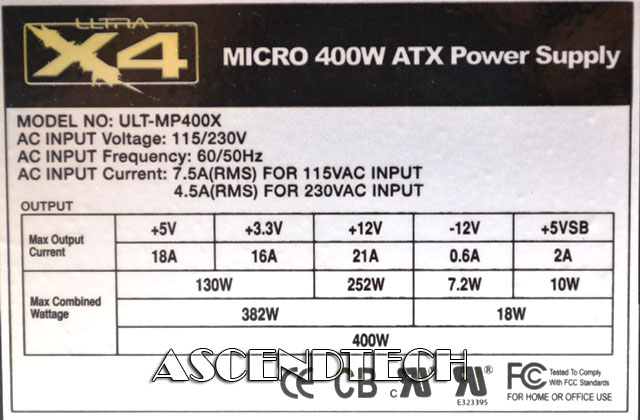 ULTRA
X4
MICRO 400W ATX Power Supply
MODEL NO: ULT-MP400X
AC INPUT Voltage: 115/230V
AC INPUT Frequency: 60/50Hz
AC INPUT Current: 7.5A(RMS) FOR 115VAC INPUT
4.5A(RMS) FOR 230VAC INPUT
OUTPUT
Max Output Current +5V +3.3V +12V -12V +5VSB
18A 16A 21A 0.6A 2A
Max Combined Wattage 130W 252W 7.2W 10W
382W 18W
400W
ASCENDTECH
CE CB c RU US c UL US FC Tested To Comply
With FCC Standards
E323395 FOR HOME OR OFFICE USE